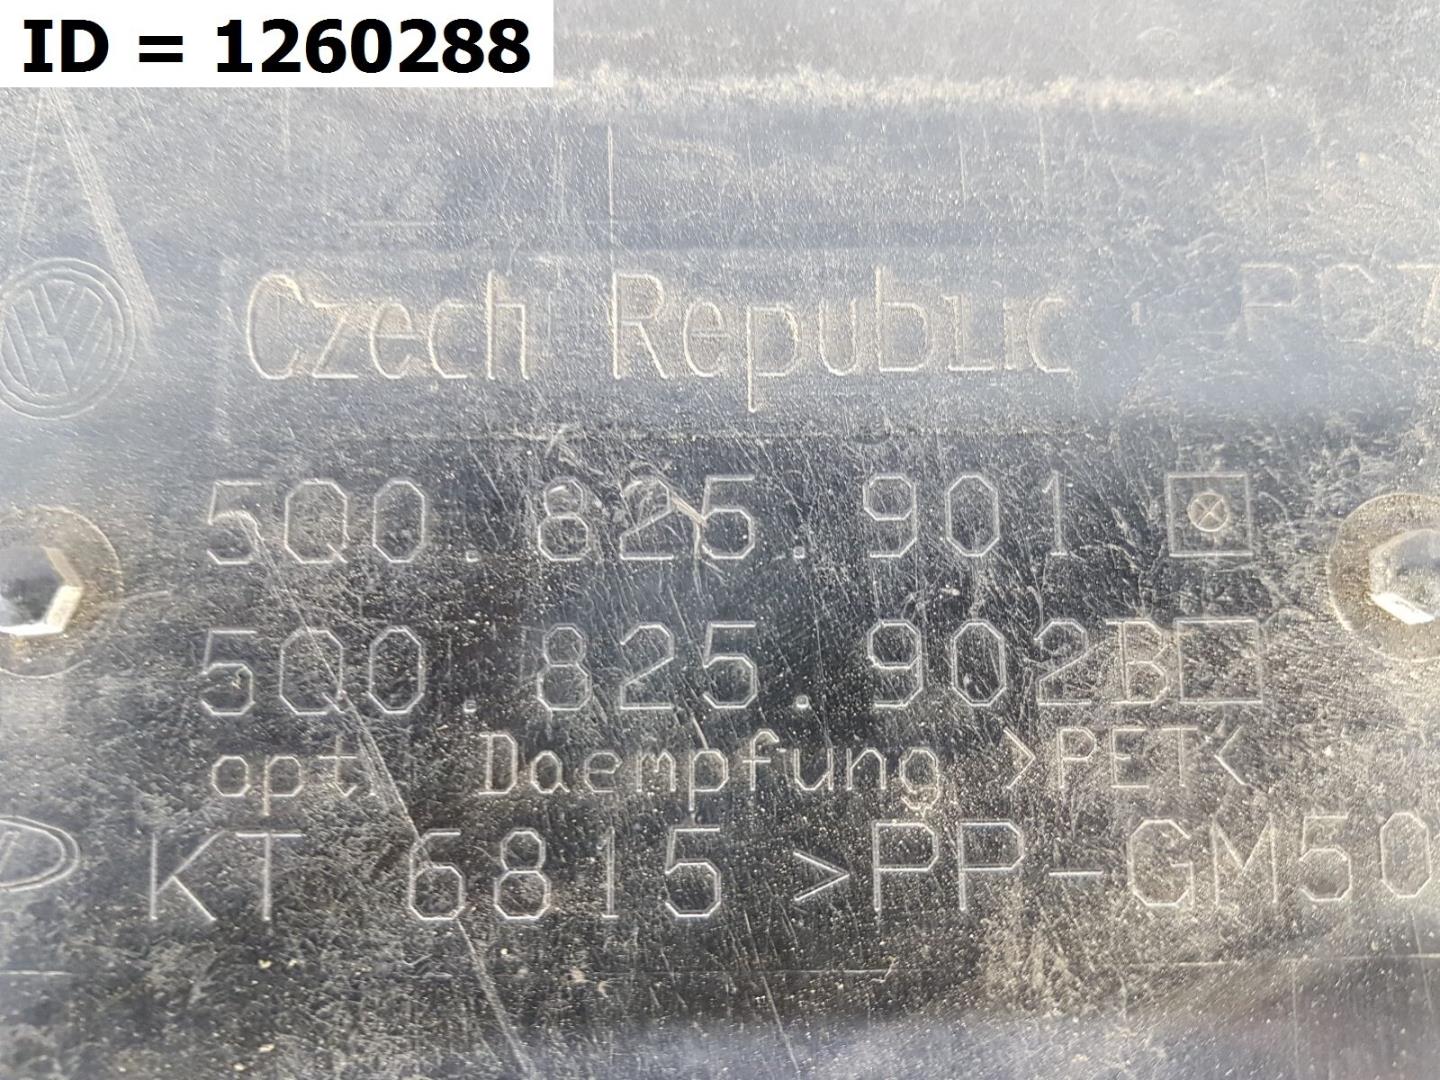 ID = 1260288
Czech Republic
5Q0.825.901
5Q0.825.902B
opt. Daempfung >PET<
KT 6815 >PP-GM50